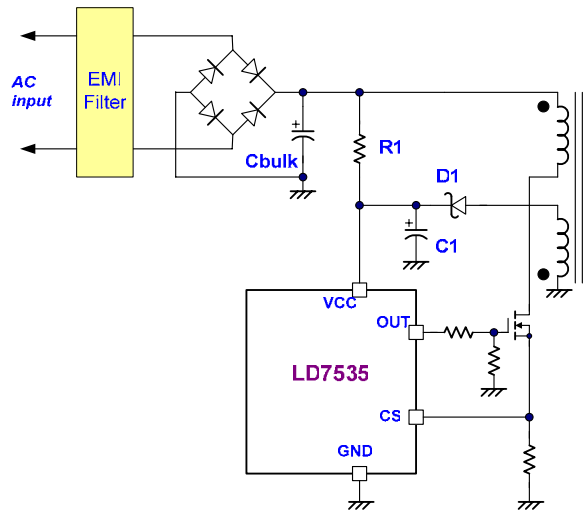 AC
input
EMI
Filter
+
Cbulk
R1
D1
+
C1
VCC
OUT
LD7535
CS
GND